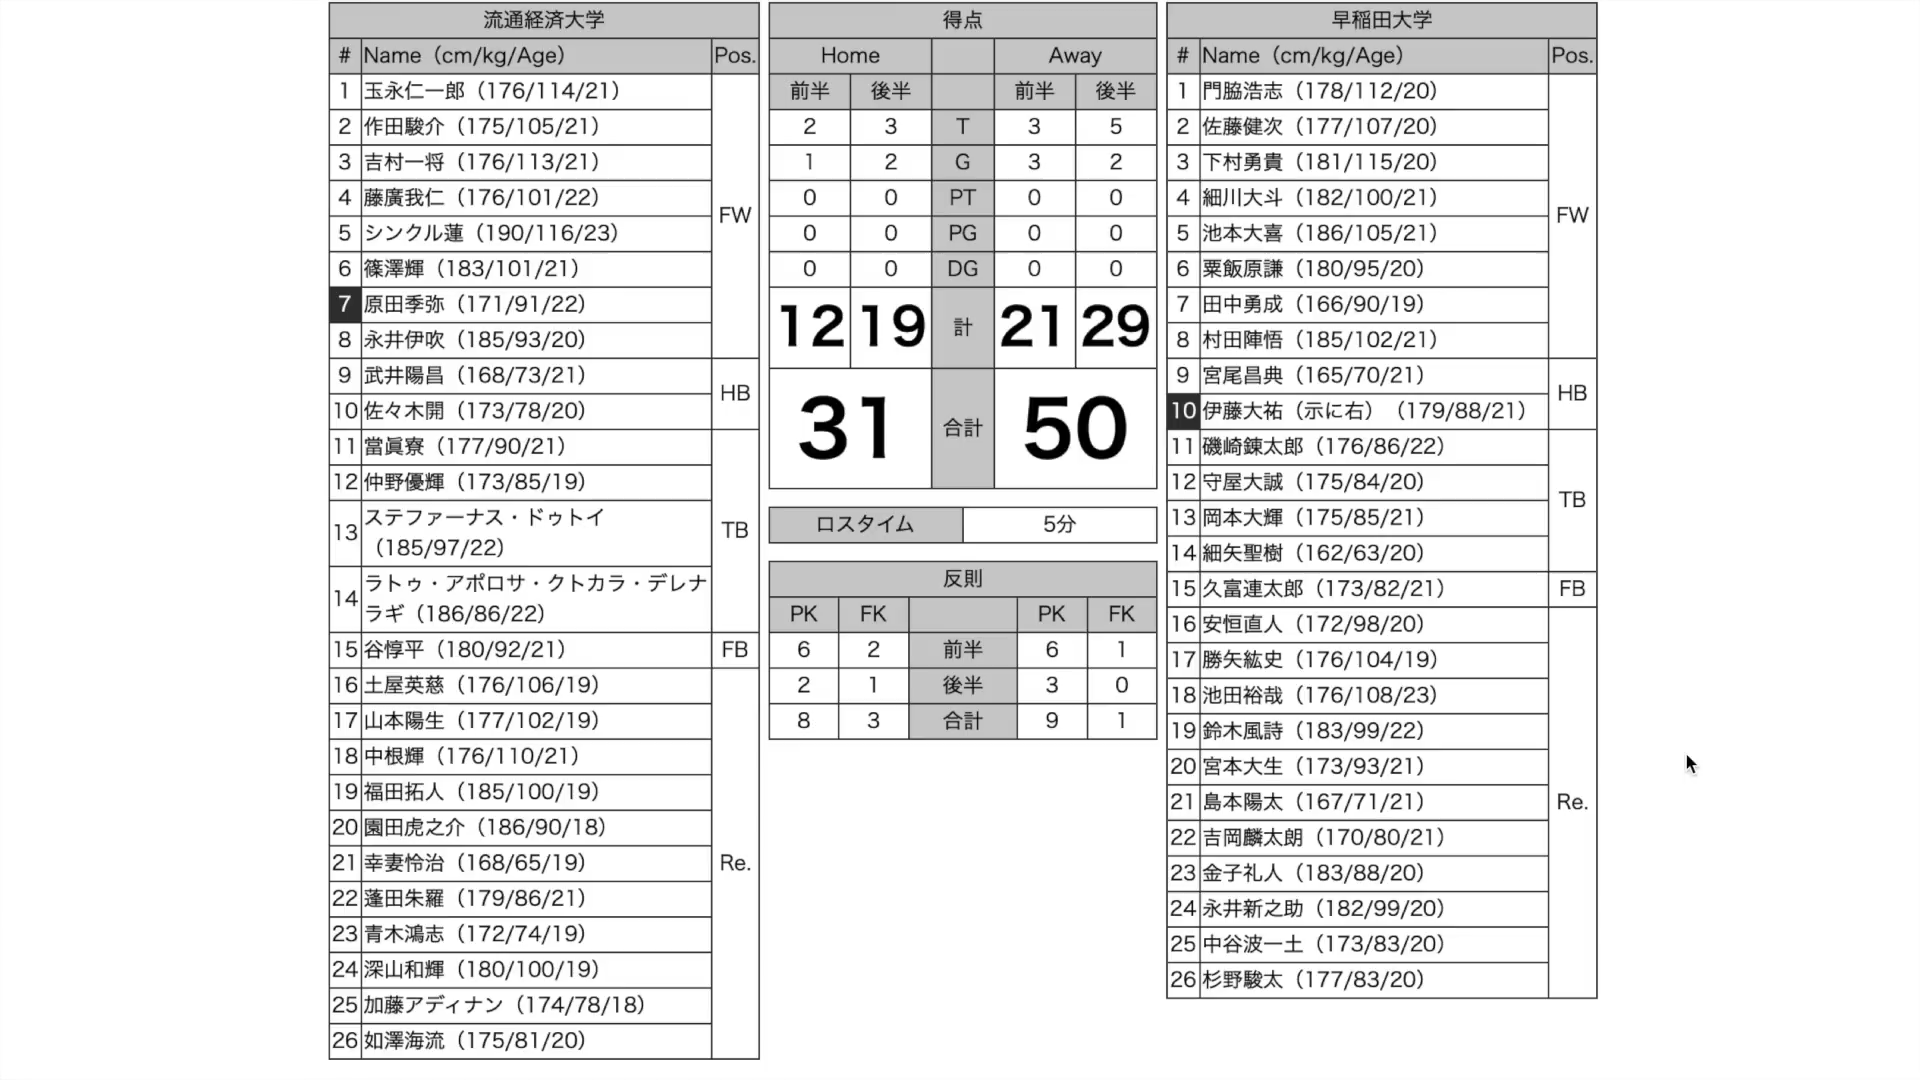 流通経済大学
# Name（cm/kg/Age） Pos.
1 玉永仁一郎（176/114/21）
2 作田駿介（175/105/21）
3 吉村一将（176/113/21）
4 藤廣我仁（176/101/22）
5 シンクル蓮（190/116/23）
6 篠澤輝（183/101/21）
7 原田季弥（171/91/22）
8 永井伊吹（185/93/20）
FW
9 武井陽昌（168/73/21）
10 佐々木開（173/78/20）
HB
11 當眞寮（177/90/21）
12 仲野優輝（173/85/19）
13 ステファーナス・ドゥトイ
（185/97/22）
14 ラトゥ・アポロサ・クトカラ・デレナ
ラギ（186/86/22）
TB
15 谷惇平（180/92/21） FB
16 土屋英慈（176/106/19）
17 山本陽生（177/102/19）
18 中根輝（176/110/21）
19 福田拓人（185/100/19）
20 園田虎之介（186/90/18）
21 幸妻怜治（168/65/19）
22 蓬田朱羅（179/86/21）
23 青木鴻志（172/74/19）
24 深山和輝（180/100/19）
25 加藤アディナン（174/78/18）
26 如澤海流（175/81/20）
Re.
得点
Home Away
前半 後半 前半 後半
2 3 T 3 5
1 2 G 3 2
0 0 PT 0 0
0 0 PG 0 0
0 0 DG 0 0
12 19 計 21 29
31 合計 50
ロスタイム 5分
反則
PK FK PK FK
6 2 前半 6 1
2 1 後半 3 0
8 3 合計 9 1
早稲田大学
# Name（cm/kg/Age） Pos.
1 門脇浩志（178/112/20）
2 佐藤健次（177/107/20）
3 下村勇貴（181/115/20）
4 細川大斗（182/100/21）
5 池本大喜（186/105/21）
6 粟飯原謙（180/95/20）
7 田中勇成（166/90/19）
8 村田陣悟（185/102/21）
FW
9 宮尾昌典（165/70/21）
10 伊藤大祐（示に右）（179/88/21）
HB
11 磯崎錬太郎（176/86/22）
12 守屋大誠（175/84/20）
13 岡本大輝（175/85/21）
14 細矢聖樹（162/63/20）
TB
15 久富連太郎（173/82/21） FB
16 安恒直人（172/98/20）
17 勝矢紘史（176/104/19）
18 池田裕哉（176/108/23）
19 鈴木風詩（183/99/22）
20 宮本大生（173/93/21）
21 島本陽太（167/71/21）
22 吉岡麟太朗（170/80/21）
23 金子礼人（183/88/20）
24 永井新之助（182/99/20）
25 中谷波一土（173/83/20）
26 杉野駿太（177/83/20）
Re.